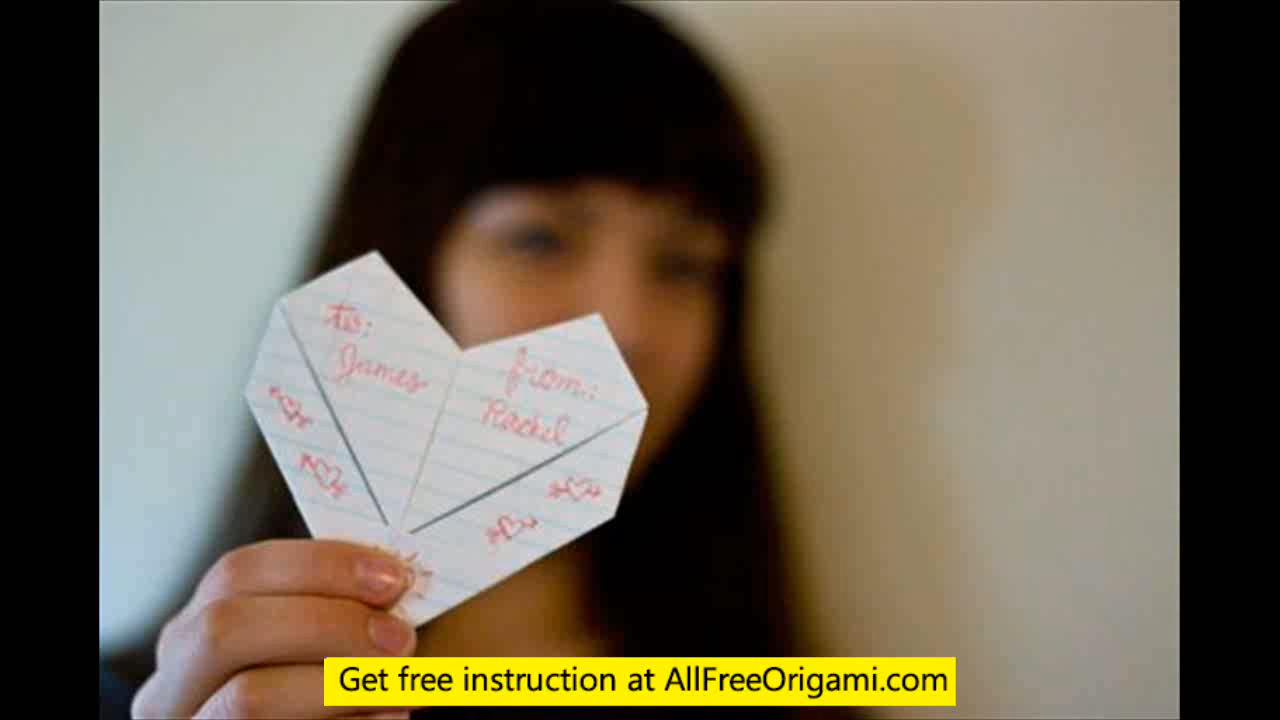 to:
James
from:
Rachel
Get free instruction at AllFreeOrigami.com